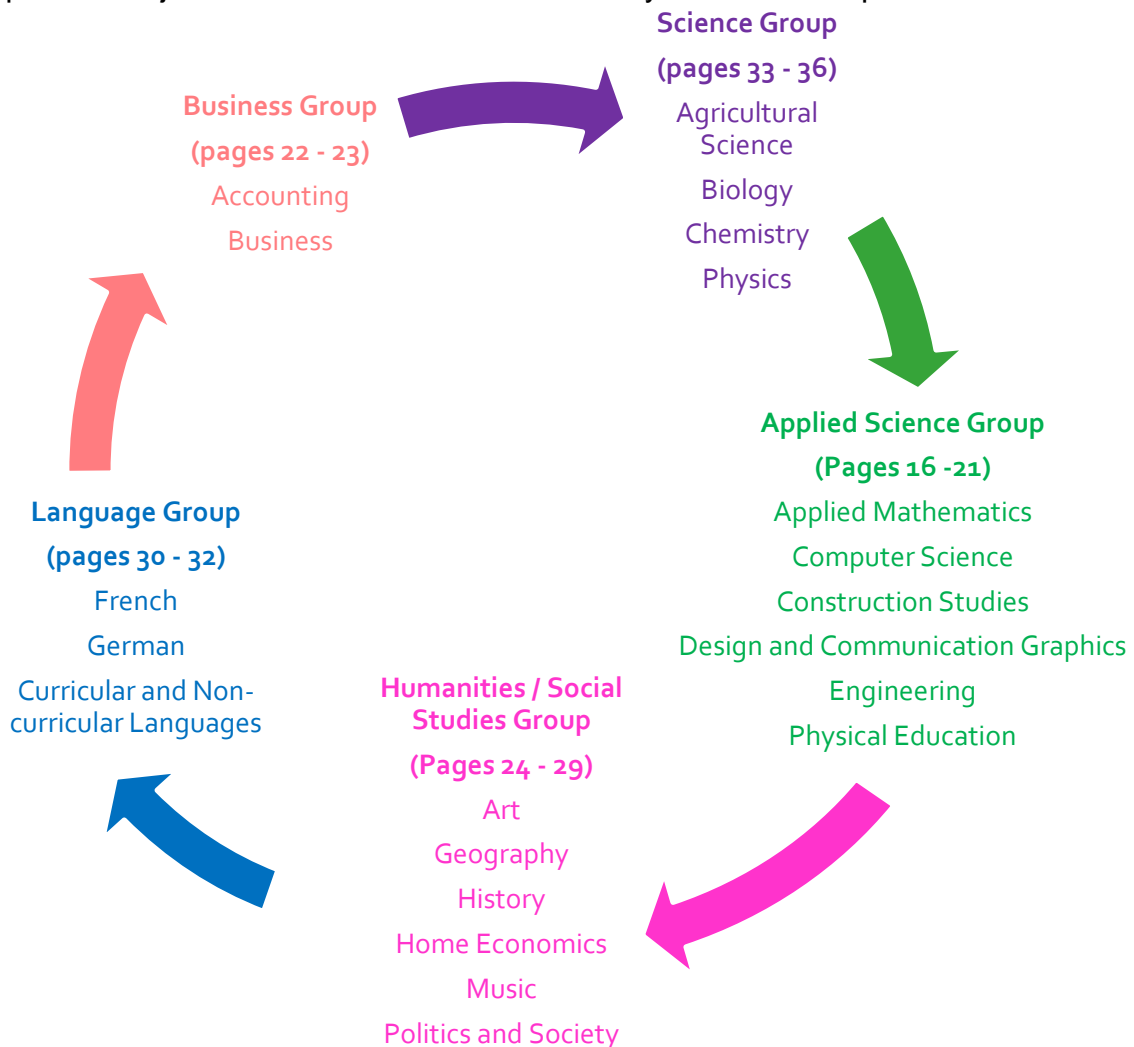 Science Group
(pages 33 - 36)
Agricultural
Science
Biology
Chemistry
Physics
Applied Science Group
(Pages 16 -21)
Applied Mathematics
Computer Science
Construction Studies
Design and Communication Graphics
Engineering
Physical Education
Humanities / Social
Studies Group
(Pages 24 - 29)
Art
Geography
History
Home Economics
Music
Politics and Society
Language Group
(pages 30 - 32)
French
German
Curricular and Non-
curricular Languages
Business Group
(pages 22 - 23)
Accounting
Business